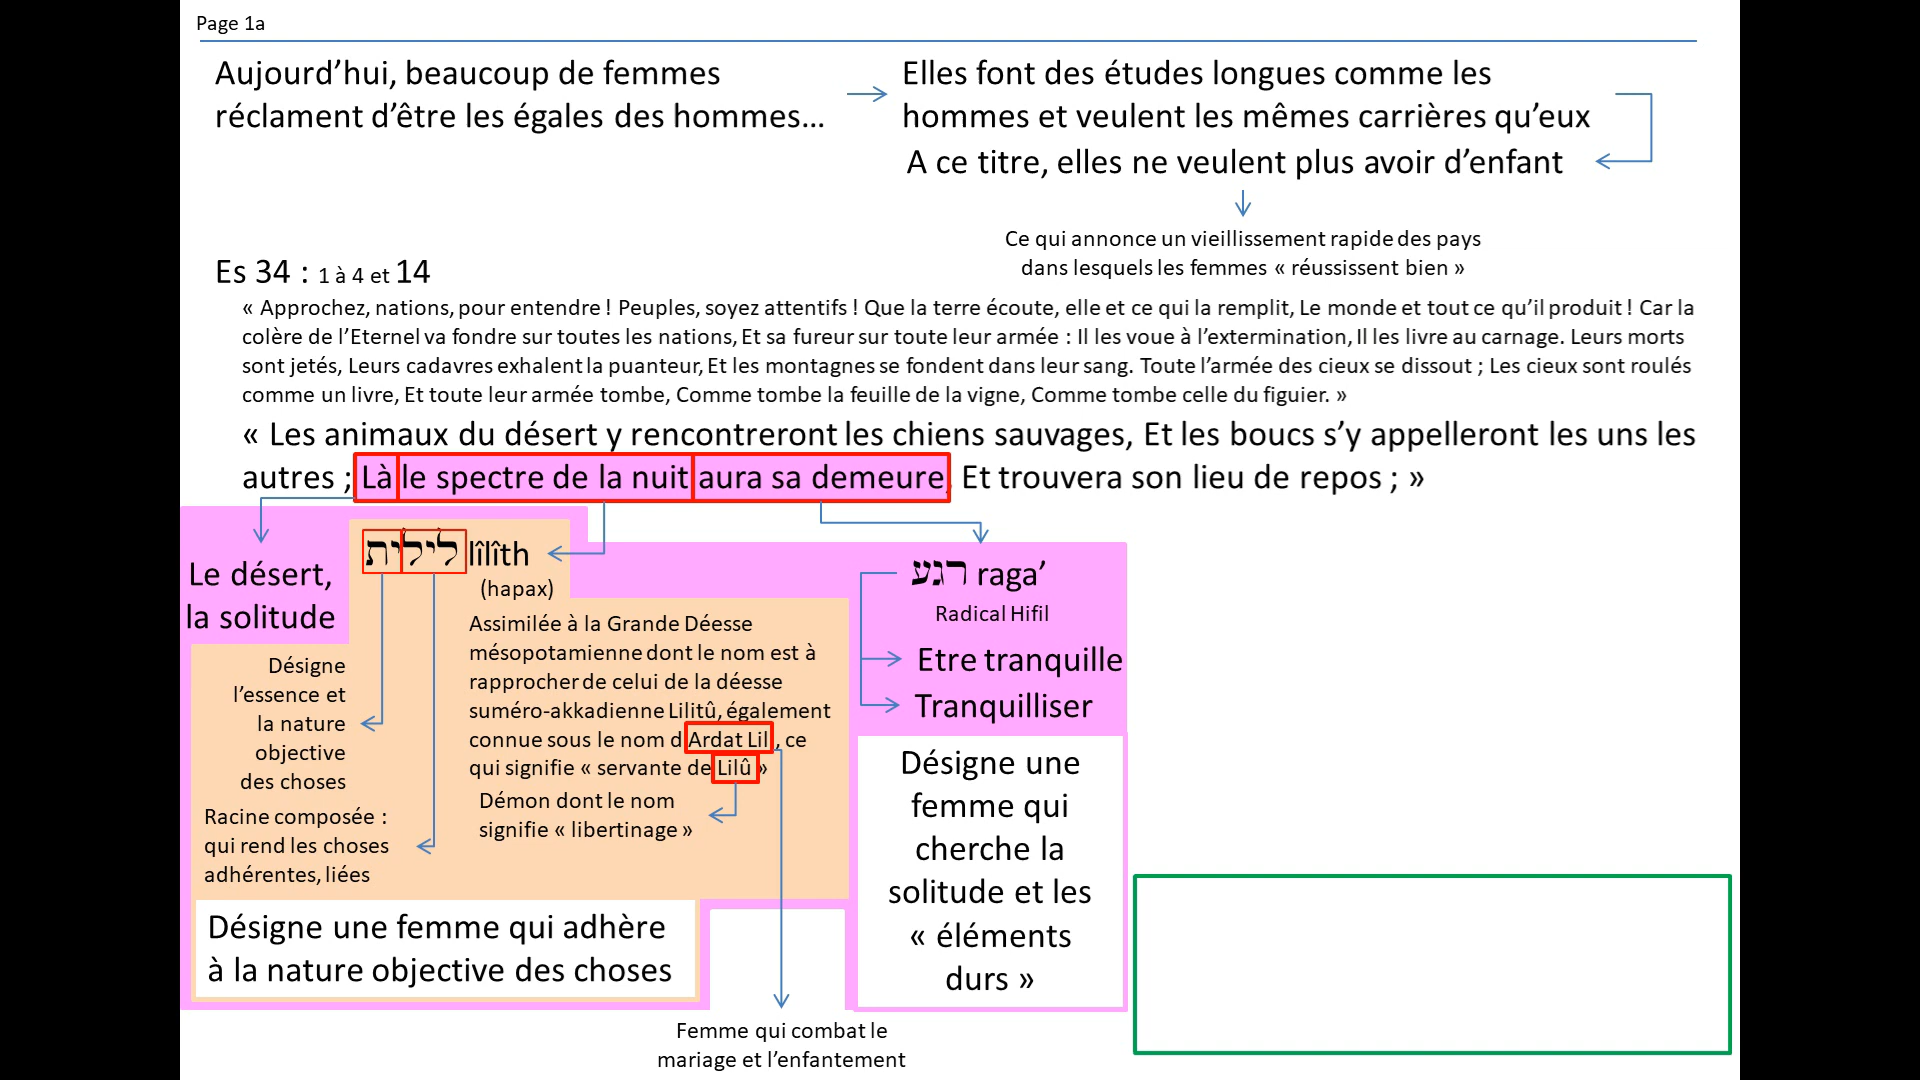 Page 1a
Aujourd’hui, beaucoup de femmes
réclament d’être les égales des hommes…
Elles font des études longues comme les
hommes et veulent les mêmes carrières qu’eux
A ce titre, elles ne veulent plus avoir d’enfant
Ce qui annonce un vieillissement rapide des pays
dans lesquels les femmes « réussissent bien »
Es 34 : 1 à 4 et 14
« Approchez, nations, pour entendre ! Peuples, soyez attentifs ! Que la terre écoute, elle et ce qui la remplit, Le monde et tout ce qu’il produit ! Car la
colère de l’Eternel va fondre sur toutes les nations, Et sa fureur sur toute leur armée : Il les voue à l’extermination, Il les livre au carnage. Leurs morts
sont jetés, Leurs cadavres exhalent la puanteur, Et les montagnes se fondent dans leur sang. Toute l’armée des cieux se dissout ; Les cieux sont roulés
comme un livre, Et toute leur armée tombe, Comme tombe la feuille de la vigne, Comme tombe celle du figuier. »
« Les animaux du désert y rencontreront les chiens sauvages, Et les boucs s’y appelleront les uns les
autres ; Là le spectre de la nuit aura sa demeure, Et trouvera son lieu de repos ; »
Le désert,
la solitude
לילית lîlîth
(hapax)
Désigne
l’essence et
la nature
objective
des choses
Racine composée :
qui rend les choses
adhérentes, liées
Assimilée à la Grande Déesse
mésopotamienne dont le nom est à
rapprocher de celui de la déesse
suméro-akkadienne Lilitû, également
connue sous le nom d Ardat Lil , ce
qui signifie « servante de Lilû »
Démon dont le nom
signifie « libertinage »
Désigne une femme qui adhère
à la nature objective des choses
Femme qui combat le
mariage et l’enfantement
רגע raga’
Radical Hifil
Etre tranquille
Tranquilliser
Désigne une
femme qui
cherche la
solitude et les
« éléments
durs »